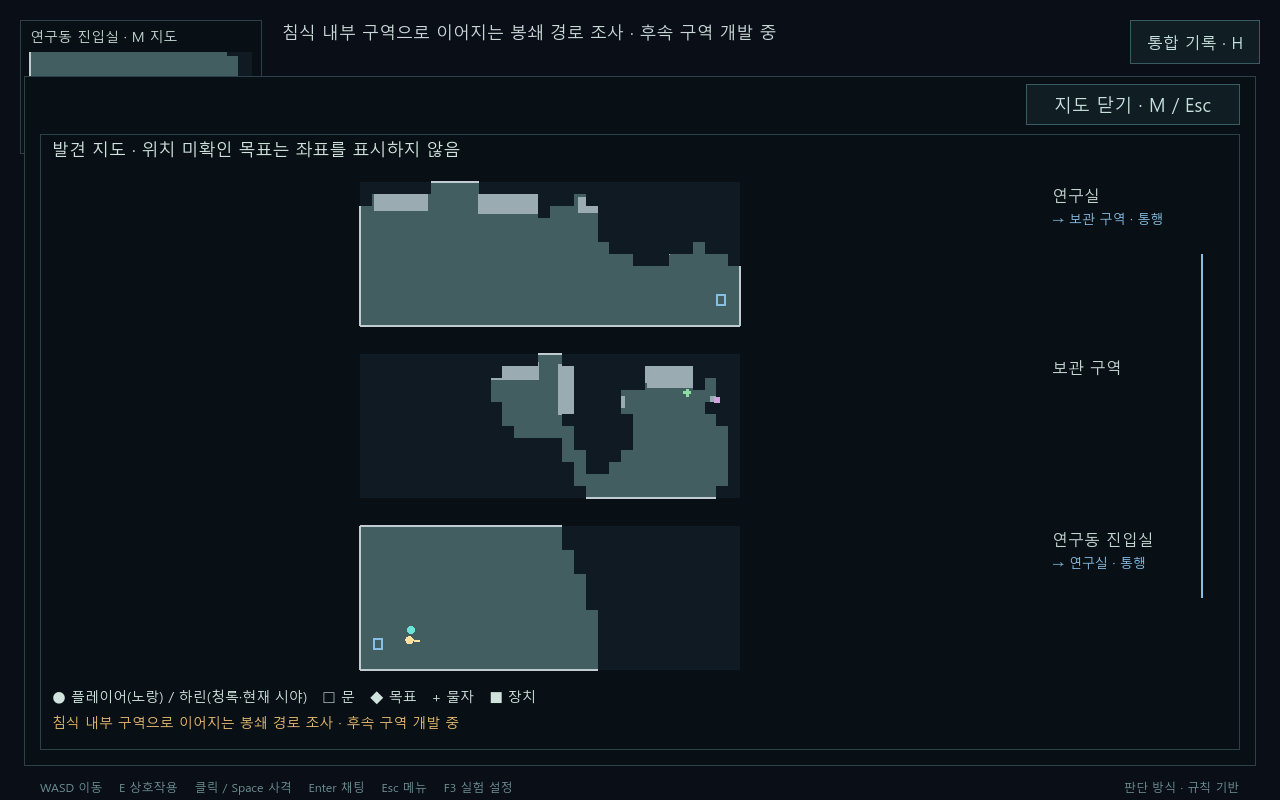 연구동 진입실 · M 지도
침식 내부 구역으로 이어지는 봉쇄 경로 조사 · 후속 구역 개발 중
통합 기록 · H
지도 닫기 · M / Esc
발견 지도 · 위치 미확인 목표는 좌표를 표시하지 않음
연구실
→ 보관 구역 · 통행
보관 구역
연구동 진입실
→ 연구실 · 통행
● 플레이어(노랑) / 하린(청록·현재 시야) □ 문 ◆ 목표 + 물자 ■ 장치
침식 내부 구역으로 이어지는 봉쇄 경로 조사 · 후속 구역 개발 중
WASD 이동 E 상호작용 클릭 / Space 사격 Enter 채팅 Esc 메뉴 F3 실험 설정
판단 방식 · 규칙 기반